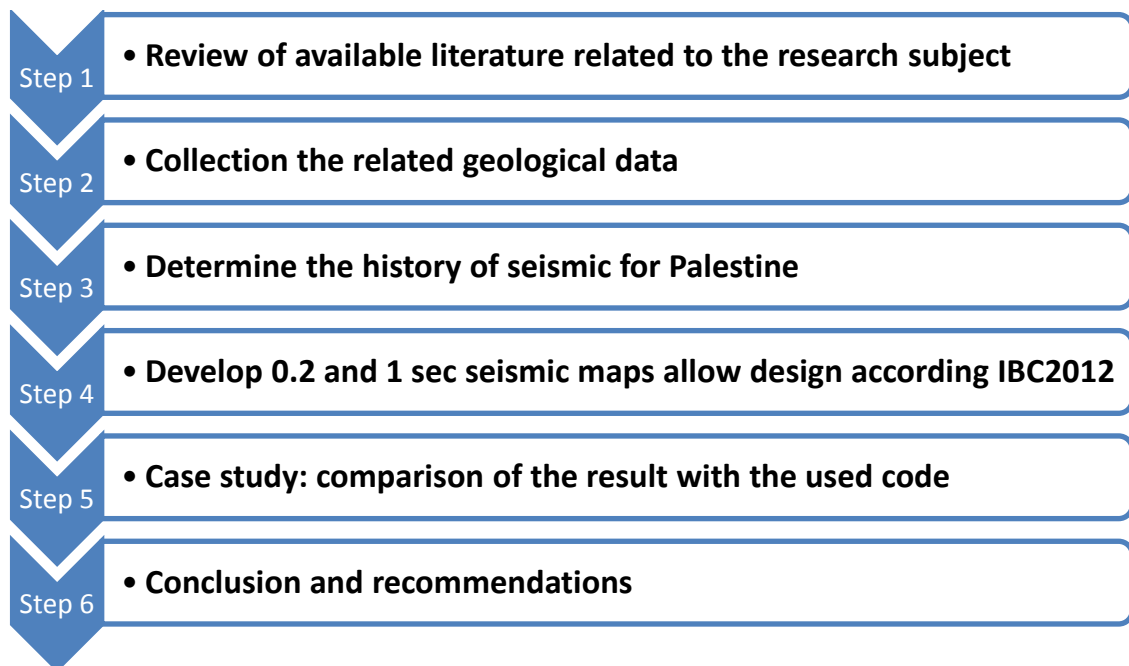 Step 1
• Review of available literature related to the research subject
Step 2
• Collection the related geological data
Step 3
• Determine the history of seismic for Palestine
Step 4
• Develop 0.2 and 1 sec seismic maps allow design according IBC2012
Step 5
• Case study: comparison of the result with the used code
Step 6
• Conclusion and recommendations